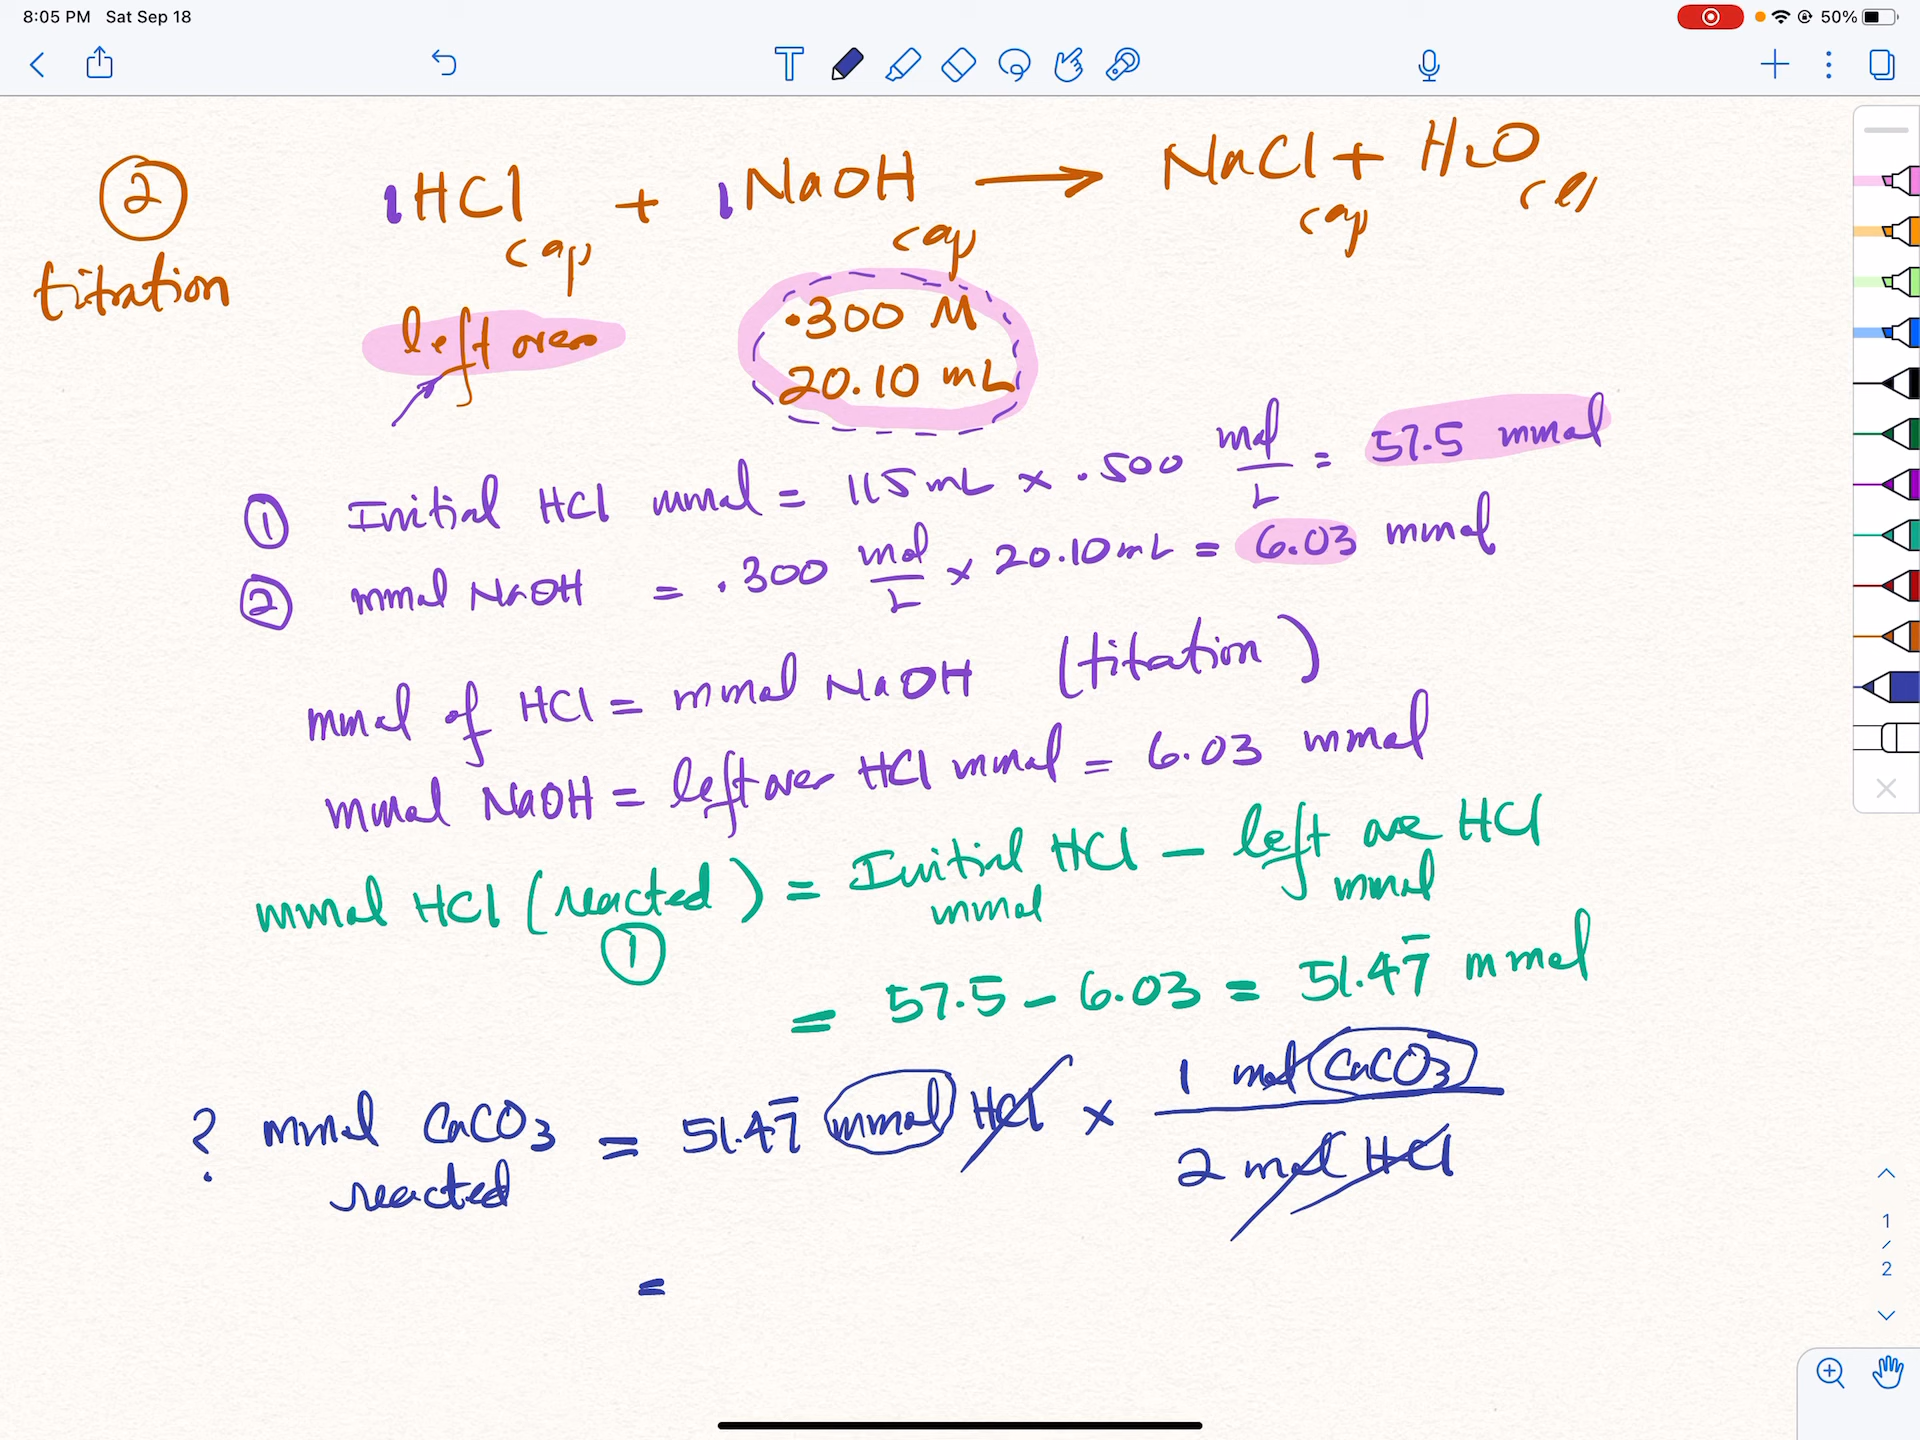 8:05 PM Sat Sep 18
50%
②
titration
1HCl + 1NaOH → NaCl + H2O
(aq) (aq) (aq) (l)
left over
.300 M
20.10 mL
① Initial HCl mmol = 115 mL x .500 mol/L = 57.5 mmol
② mmol NaOH = .300 mol/L x 20.10 mL = 6.03 mmol
mmol of HCl = mmol NaOH (titration)
mmol NaOH = left over HCl mmol = 6.03 mmol
mmol HCl (reacted) = Initial HCl − left over HCl
① mmol mmol
= 57.5 − 6.03 = 51.47 mmol
? mmol CaCO3 = 51.47 mmol HCl x 1 mol CaCO3
reacted 2 mol HCl
=
1
/
2